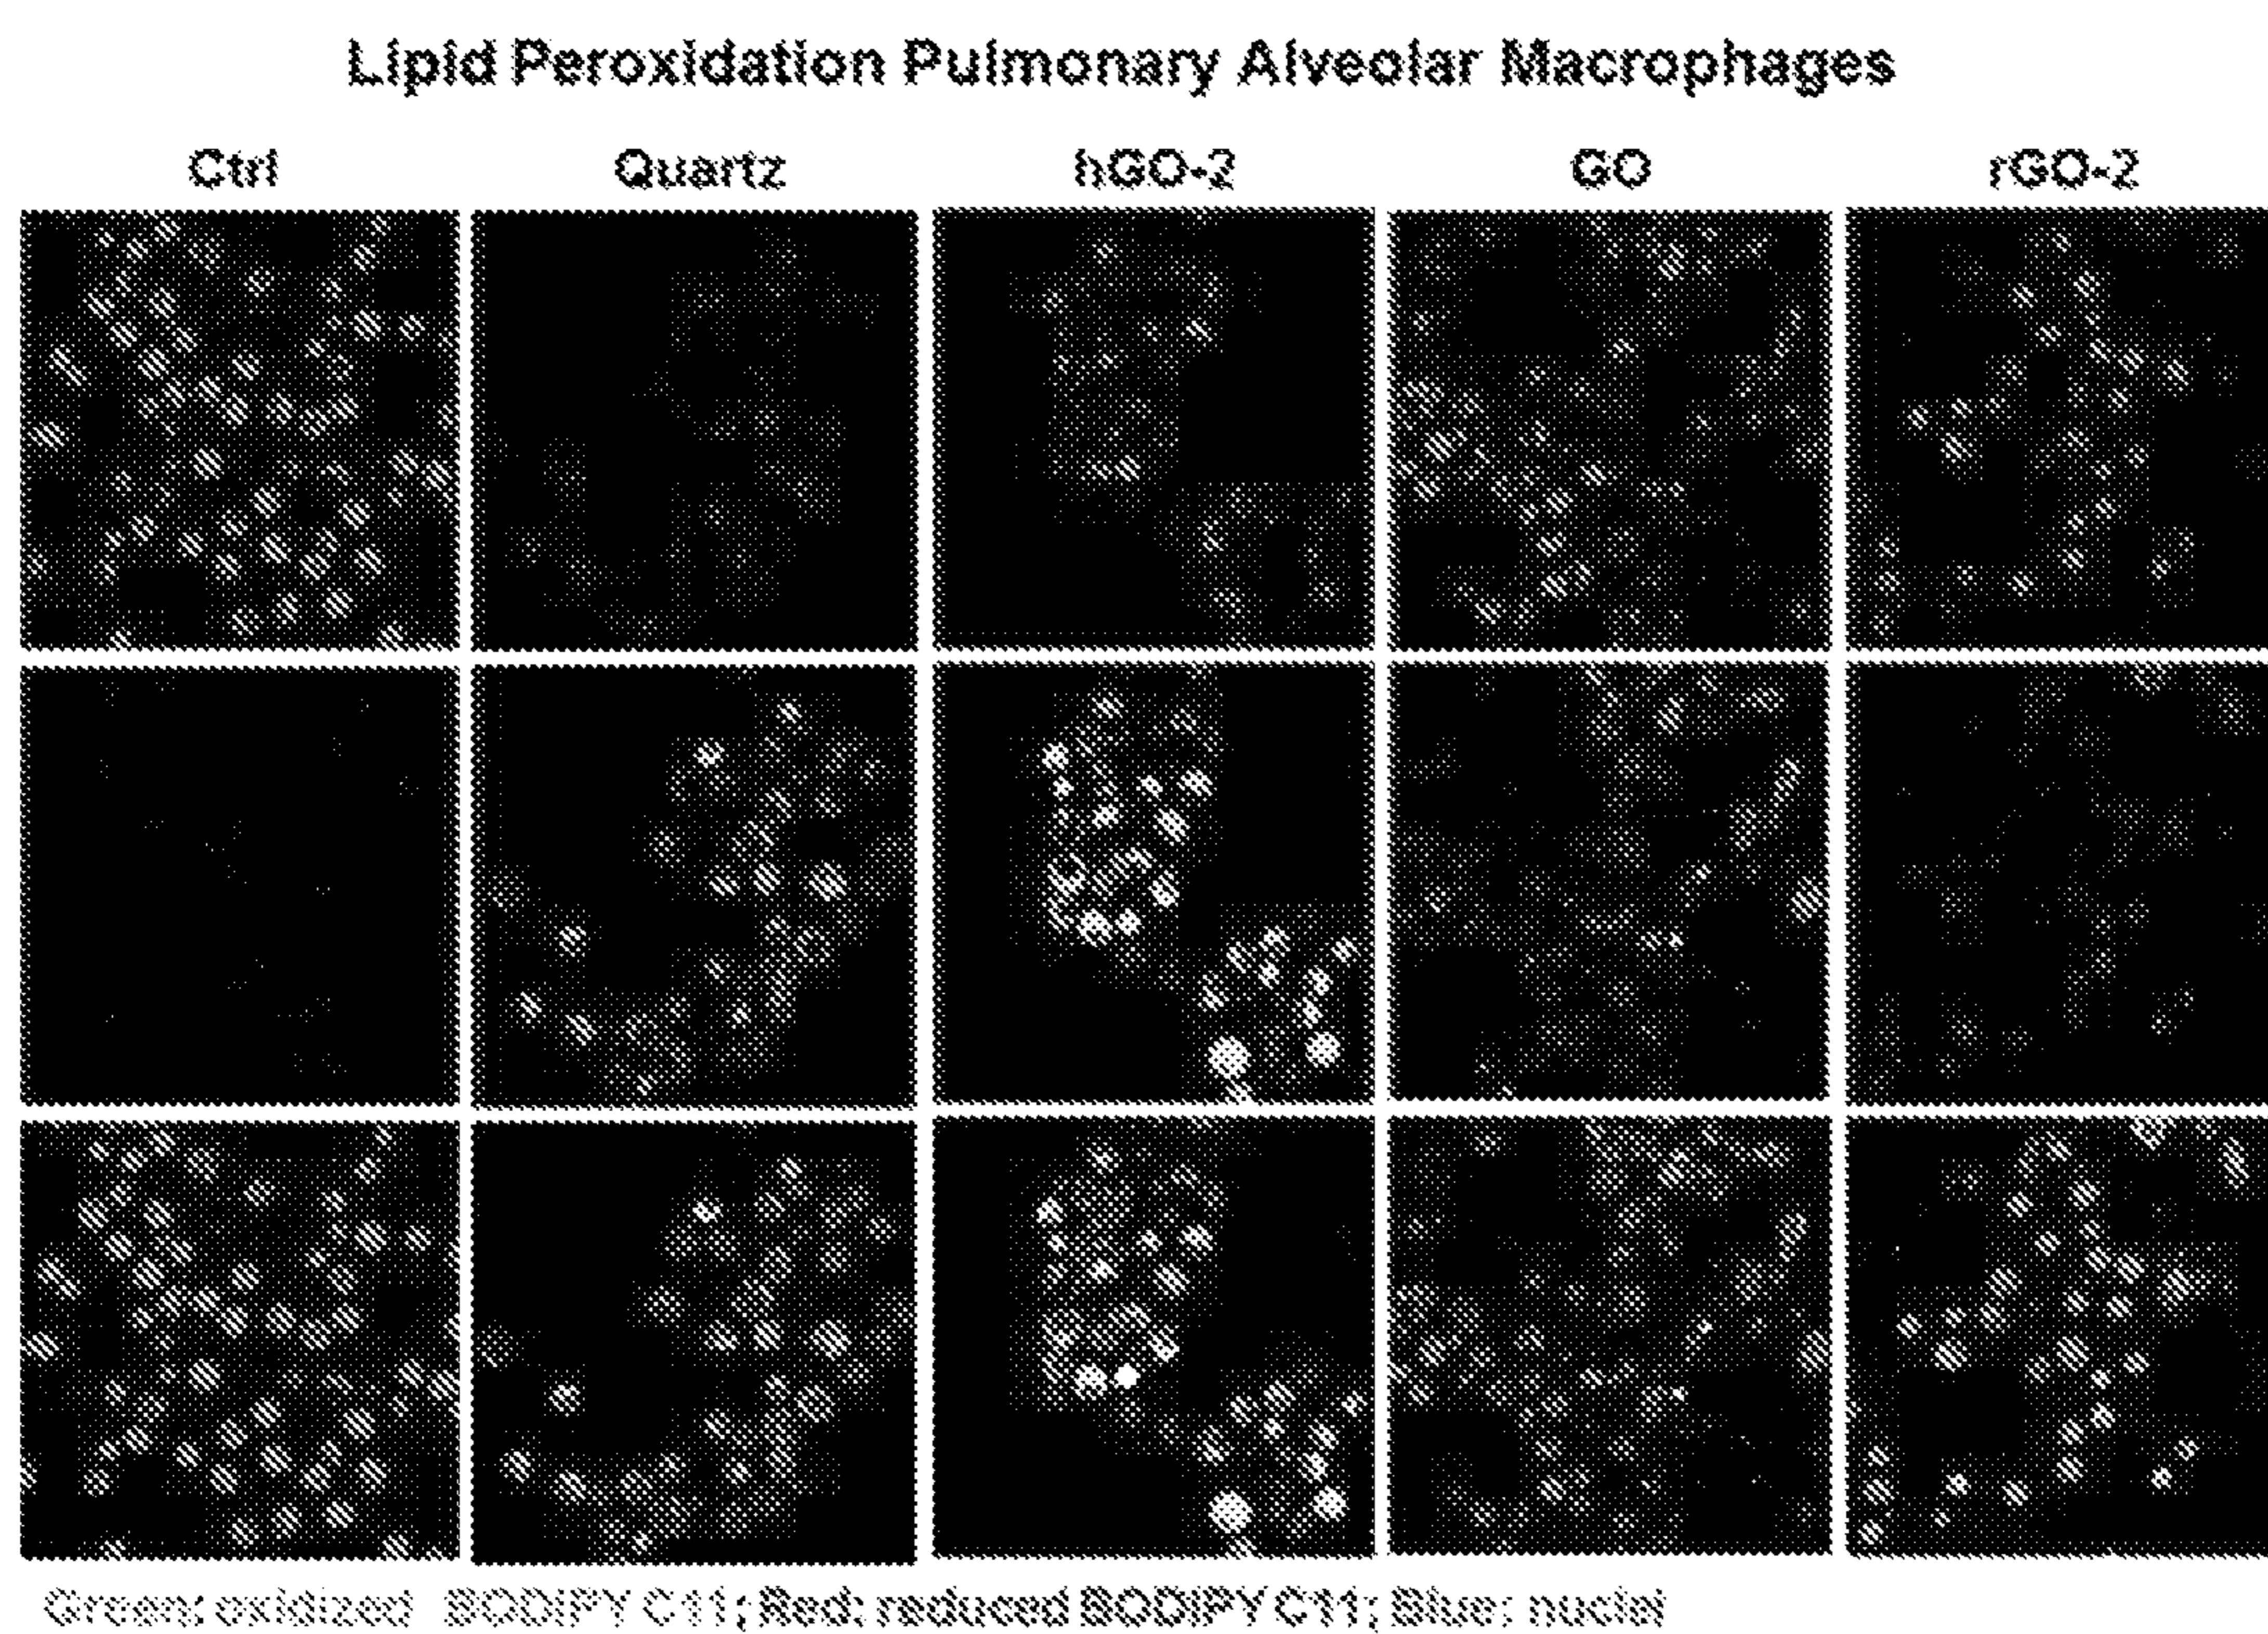 Lipid Peroxidation Pulmonary Alveolar Macrophages
Ctrl Quartz hGO-2 GO rGO-2
Green: oxidized BODIPY C11; Red: reduced BODIPY C11; Blue: nuclei